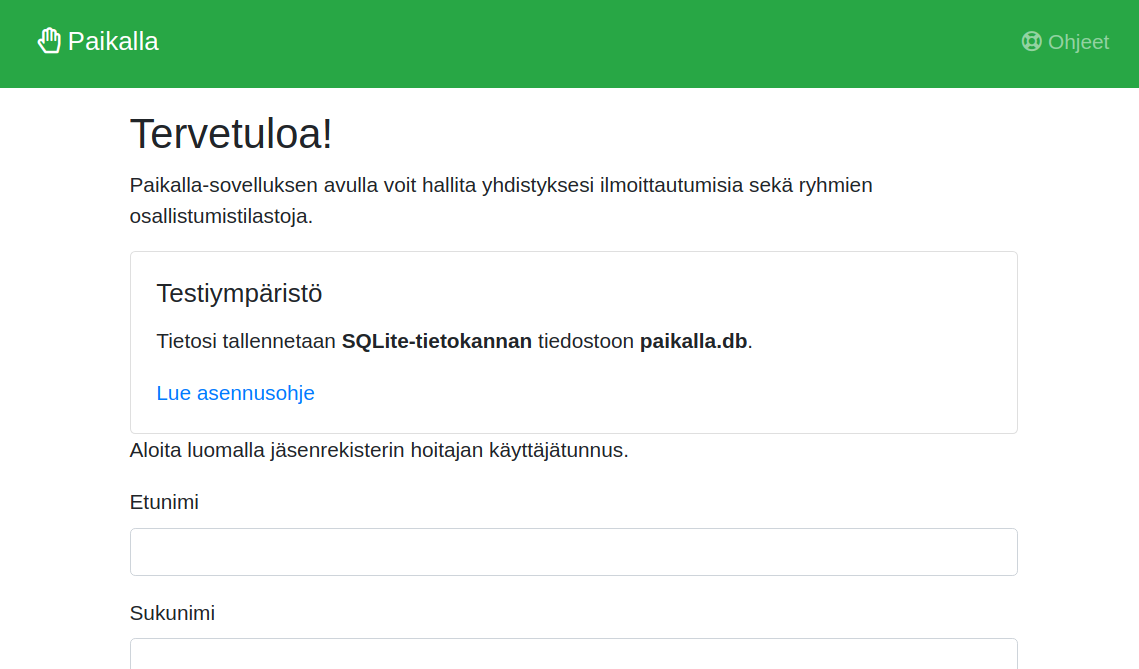 Paikalla
Ohjeet
Tervetuloa!
Paikalla-sovelluksen avulla voit hallita yhdistyksesi ilmoittautumisia sekä ryhmien
osallistumistilastoja.
Testiympäristö
Tietosi tallennetaan SQLite-tietokannan tiedostoon paikalla.db.
Lue asennusohje
Aloita luomalla jäsenrekisterin hoitajan käyttäjätunnus.
Etunimi
Sukunimi